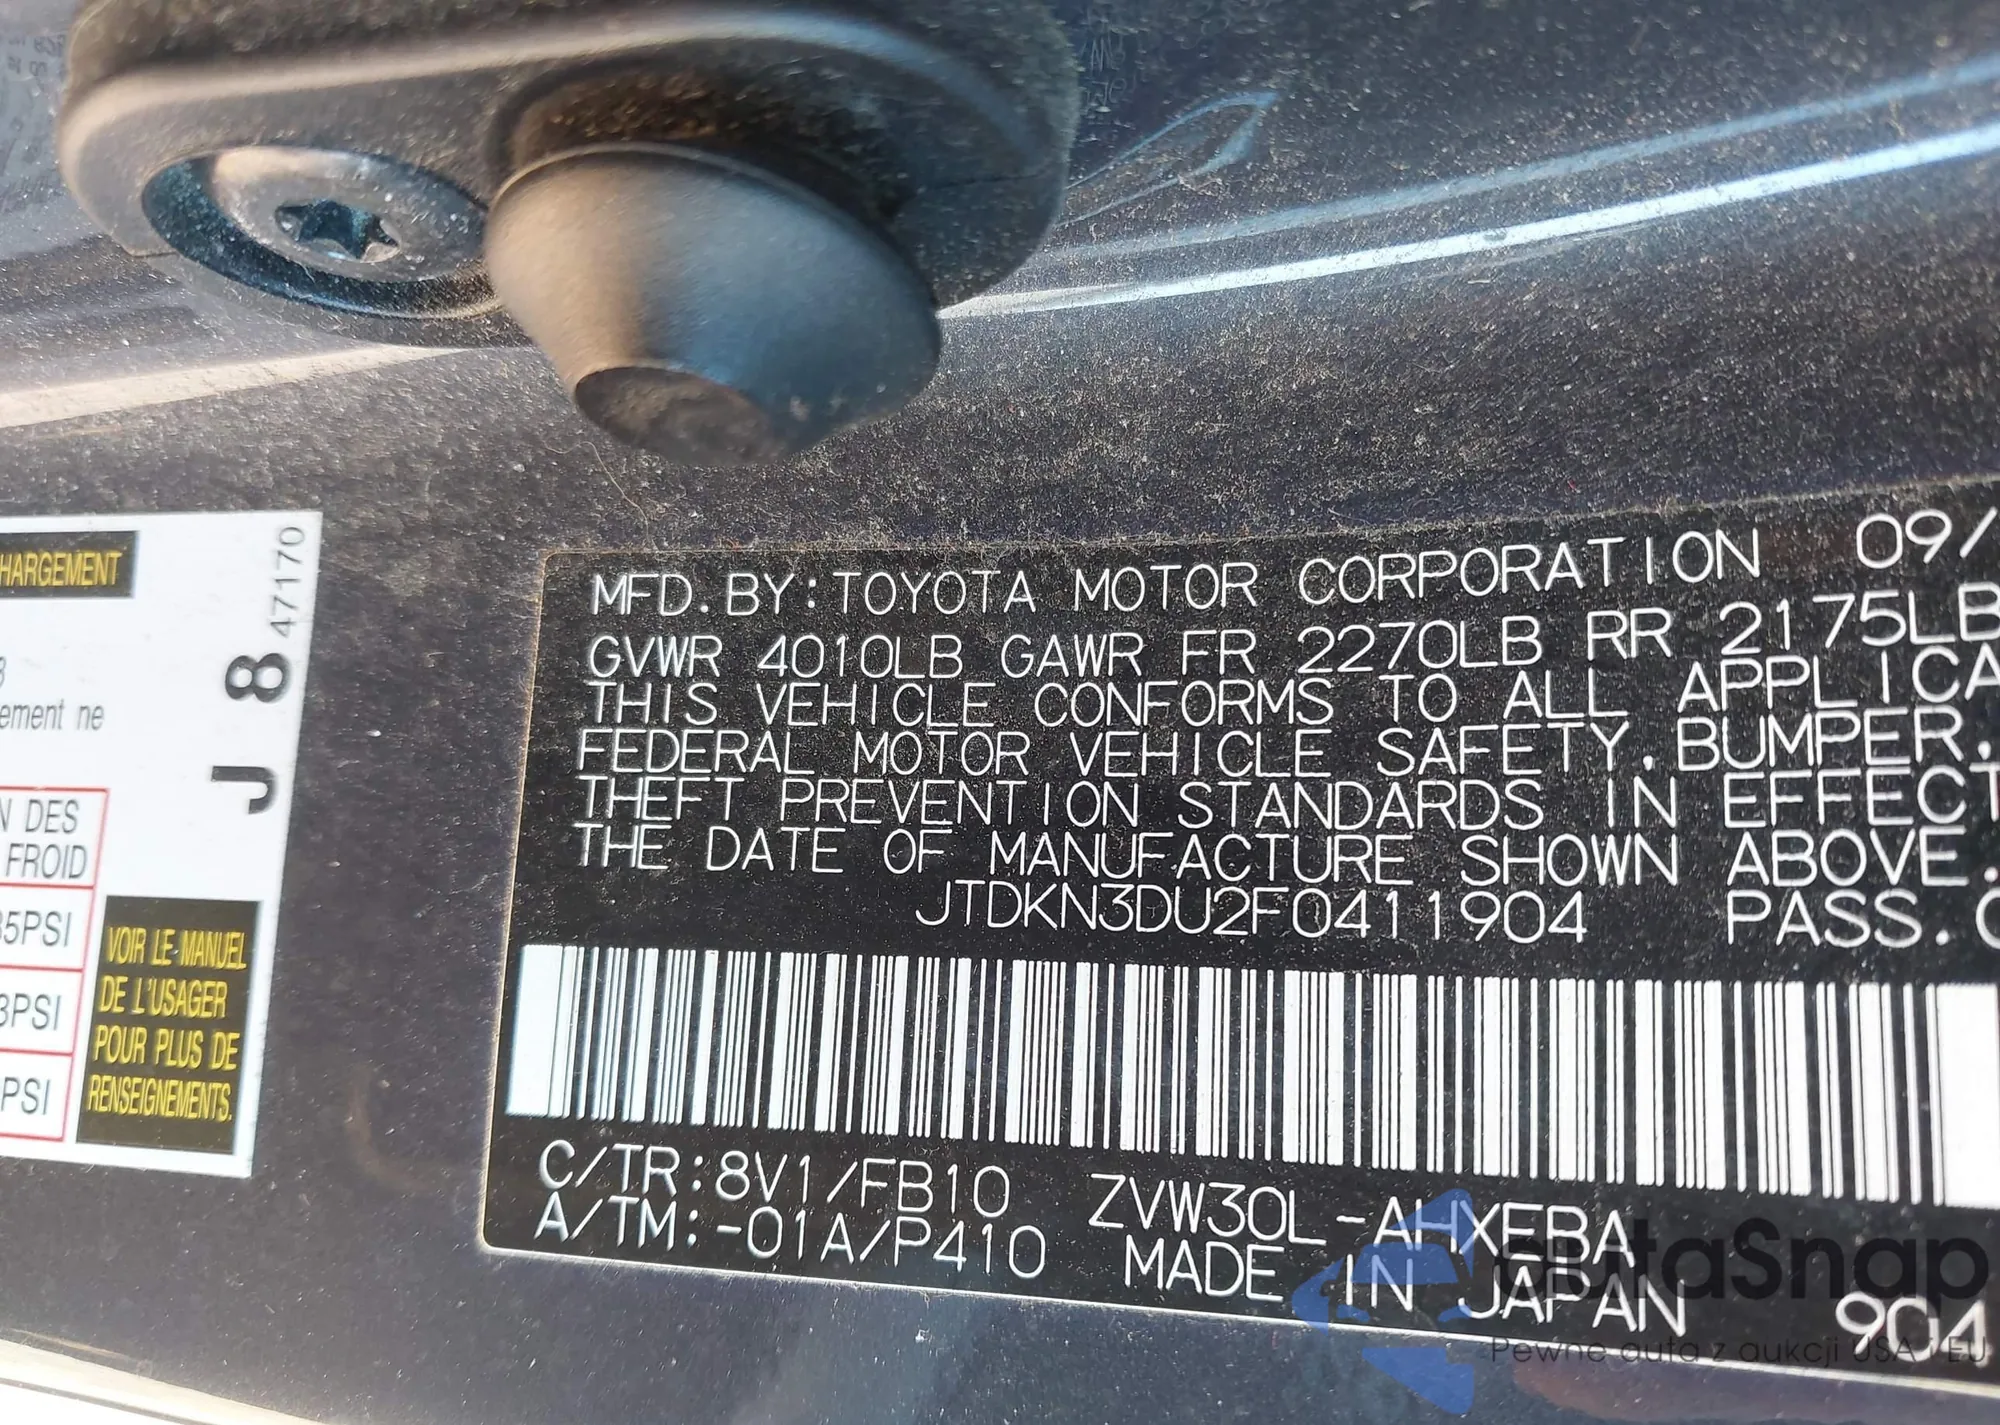 HARGEMENT
ement ne
N DES
FROID
35PSI
3PSI
PSI
VOIR LE MANUEL
DE L'USAGER
POUR PLUS DE
RENSEIGNEMENTS.
J 8 47170
MFD.BY:TOYOTA MOTOR CORPORATION 09/
GVWR 4010LB GAWR FR 2270LB RR 2175LB
THIS VEHICLE CONFORMS TO ALL APPLICA
FEDERAL MOTOR VEHICLE SAFETY.BUMPER.
THEFT PREVENTION STANDARDS IN EFFECT
THE DATE OF MANUFACTURE SHOWN ABOVE.
JTDKN3DU2F0411904 PASS.C
C/TR:8V1/FB10 ZVW30L-AHXEBA
A/TM:-01A/P410 MADE IN JAPAN 904
autaSnap
Pewne auta z aukcji USA i EU